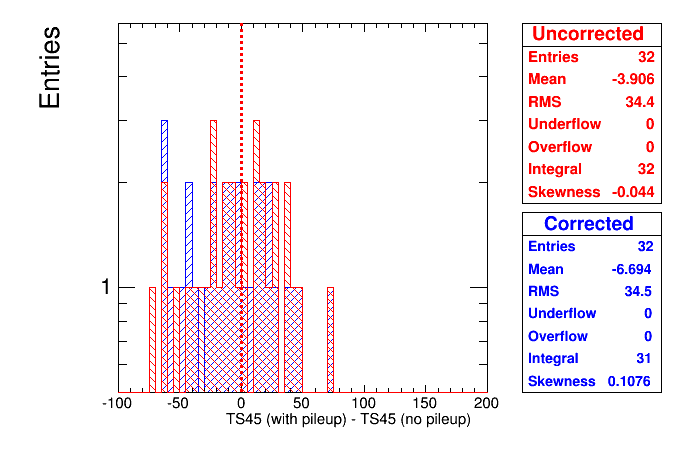 Entries
1
-100 -50 0 50 100 150 200
TS45 (with pileup) - TS45 (no pileup)
Uncorrected
Entries 32
Mean -3.906
RMS 34.4
Underflow 0
Overflow 0
Integral 32
Skewness -0.044
Corrected
Entries 32
Mean -6.694
RMS 34.5
Underflow 0
Overflow 0
Integral 31
Skewness 0.1076